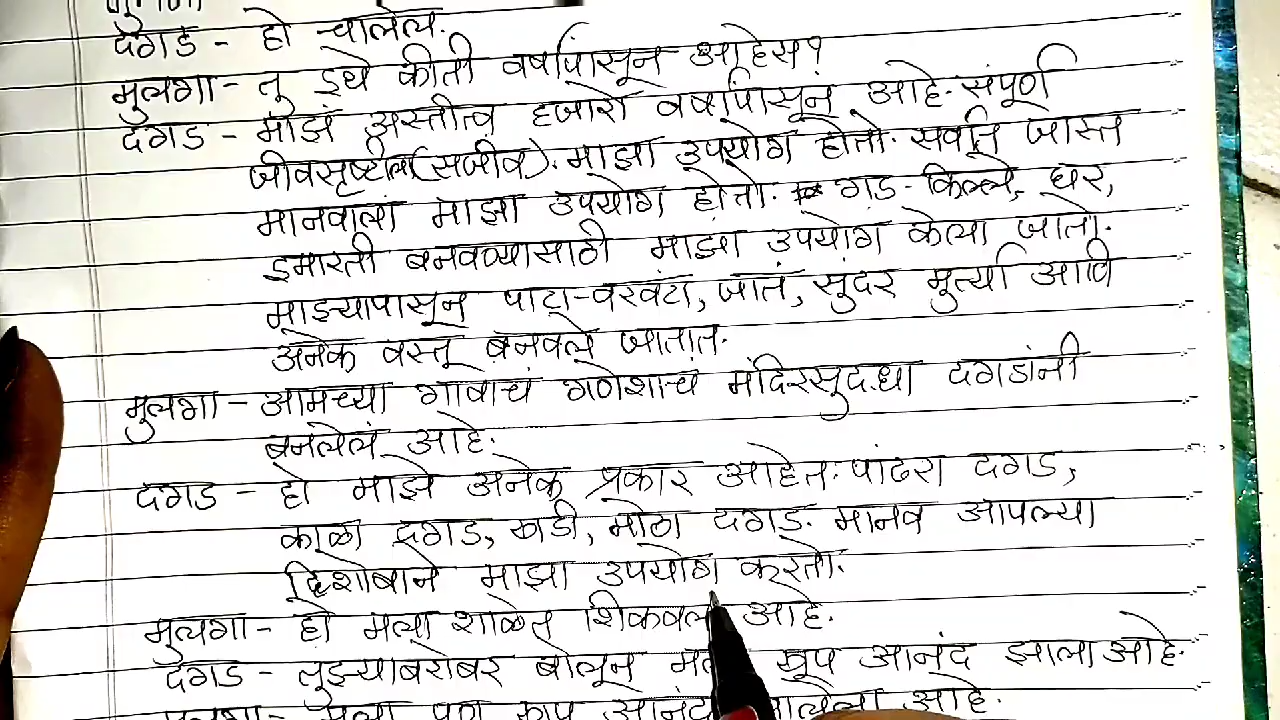 दगड - हो चालेल.
मुलगा - तु इथे कीती वर्षापासून आहेस?
दगड - माझं अस्तीत्व हजारो वर्षापासून आहे. संपूर्ण
जीवसृष्टीला (सजीव). माझा उपयोग होतो. सर्वात जास्त
मानवाला माझा उपयोग होतो. गड-किल्ले, घर,
इमारती बनवण्यासाठी माझा उपयोग केला जातो.
माझ्यापासून पाटा-वरवंटा, जातं, सुंदर मुर्त्या आणि
अनेक वस्तू बनवले जातात.
मुलगा - आमच्या गावाचं गणेशाचं मंदिरसुद्धा दगडांनी
बनलेलं आहे.
दगड - हो माझे अनेक प्रकार आहेत. पांढरा दगड,
काळा दगड, खडी, मोठा दगड. मानव आपल्या
हिशोबाने माझा उपयोग करतो.
मुलगा - हो मला शाळेत शिकवलं आहे.
दगड - तुझ्याबरोबर बोलून खूप आनंद झाला आहे.
मला पण खूप आनंद आहे.